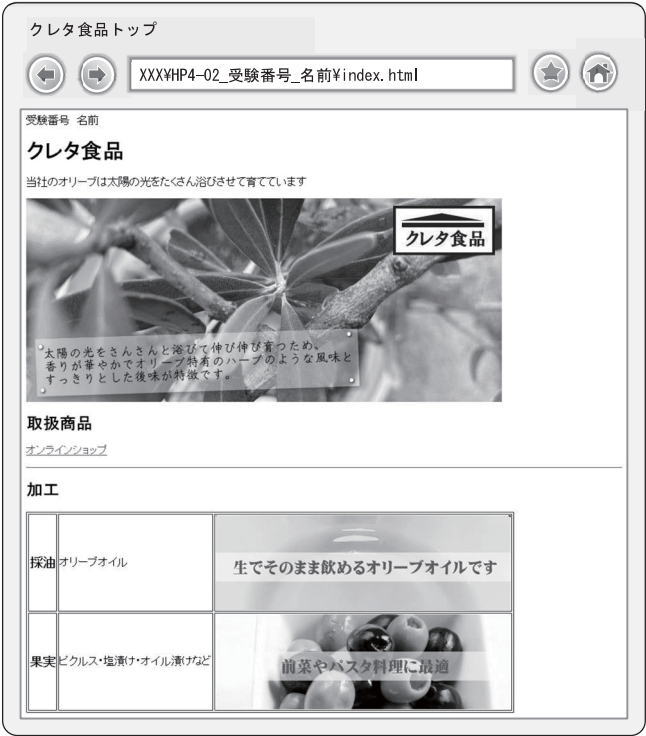 クレタ食品トップ
XXX¥HP4-02_受験番号_名前¥index.html
受験番号 名前
クレタ食品
当社のオリーブは太陽の光をたくさん浴びさせて育てています
クレタ食品
太陽の光をさんさんと浴びて伸び伸び育つため、
香りが華やかでオリーブ特有のハーブのような風味と
すっきりとした後味が特徴です。
取扱商品
オンラインショップ
加工
採油 オリーブオイル 生でそのまま飲めるオリーブオイルです
果実 ピクルス・塩漬け・オイル漬けなど 前菜やパスタ料理に最適